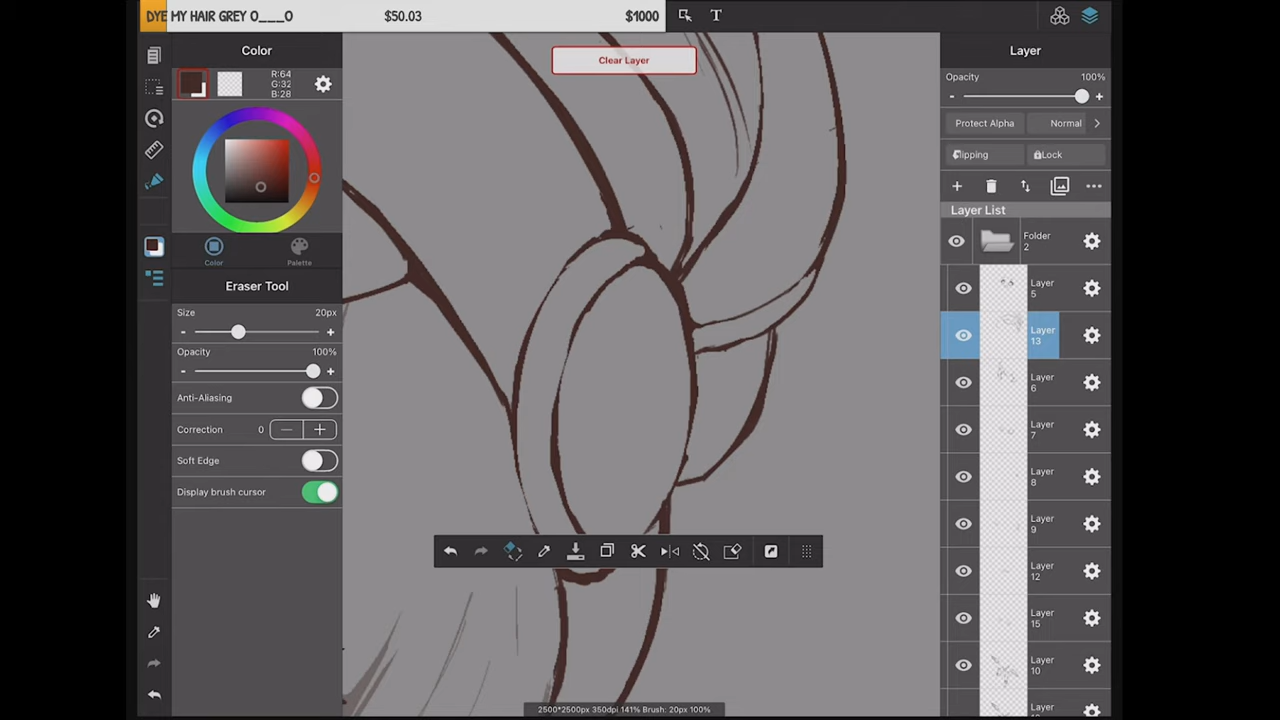 DYE MY HAIR GREY O___O $50.03 $1000
T
Clear Layer
Color
R:64
G:32
B:28
Color Palette
Eraser Tool
Size 20px
- +
Opacity 100%
- +
Anti-Aliasing
Correction 0 — +
Soft Edge
Display brush cursor
2500*2500px 350dpi 141% Brush: 20px 100%
Layer
Opacity 100%
- +
Protect Alpha Normal
Clipping Lock
Layer List
Folder
2
Layer
5
Layer
13
Layer
6
Layer
7
Layer
8
Layer
9
Layer
12
Layer
15
Layer
10
Layer